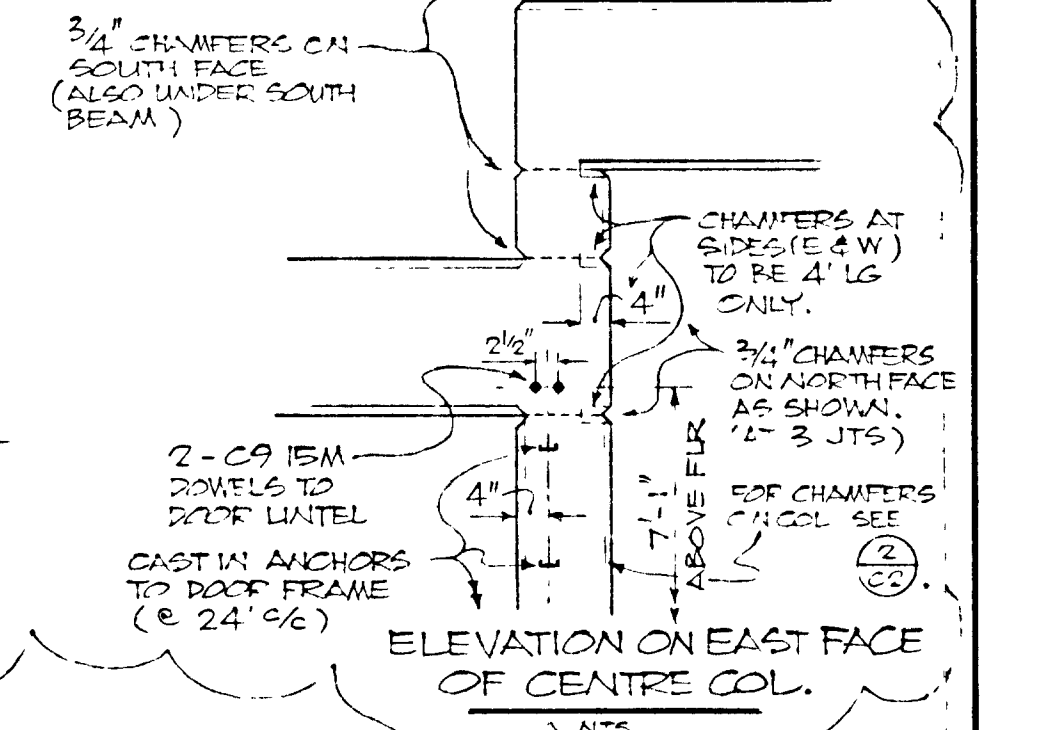 3/4" CHAMFERS ON
SOUTH FACE
(ALSO UNDER SOUTH
BEAM)
CHAMFERS AT
SIDES (E & W)
TO BE 4' LG
ONLY.
4"
2 1/2"
3/4" CHAMFERS
ON NORTH FACE
AS SHOWN.
(AT 3 JTS)
2 - C9 15M
DOWELS TO
DOOR LINTEL
4"
7'-1"
ABOVE FLR
FOR CHAMFERS
ON COL SEE
2
C2.
CAST IN ANCHORS
TO DOOR FRAME
(@ 24' C/C)
ELEVATION ON EAST FACE
OF CENTRE COL.
NTS